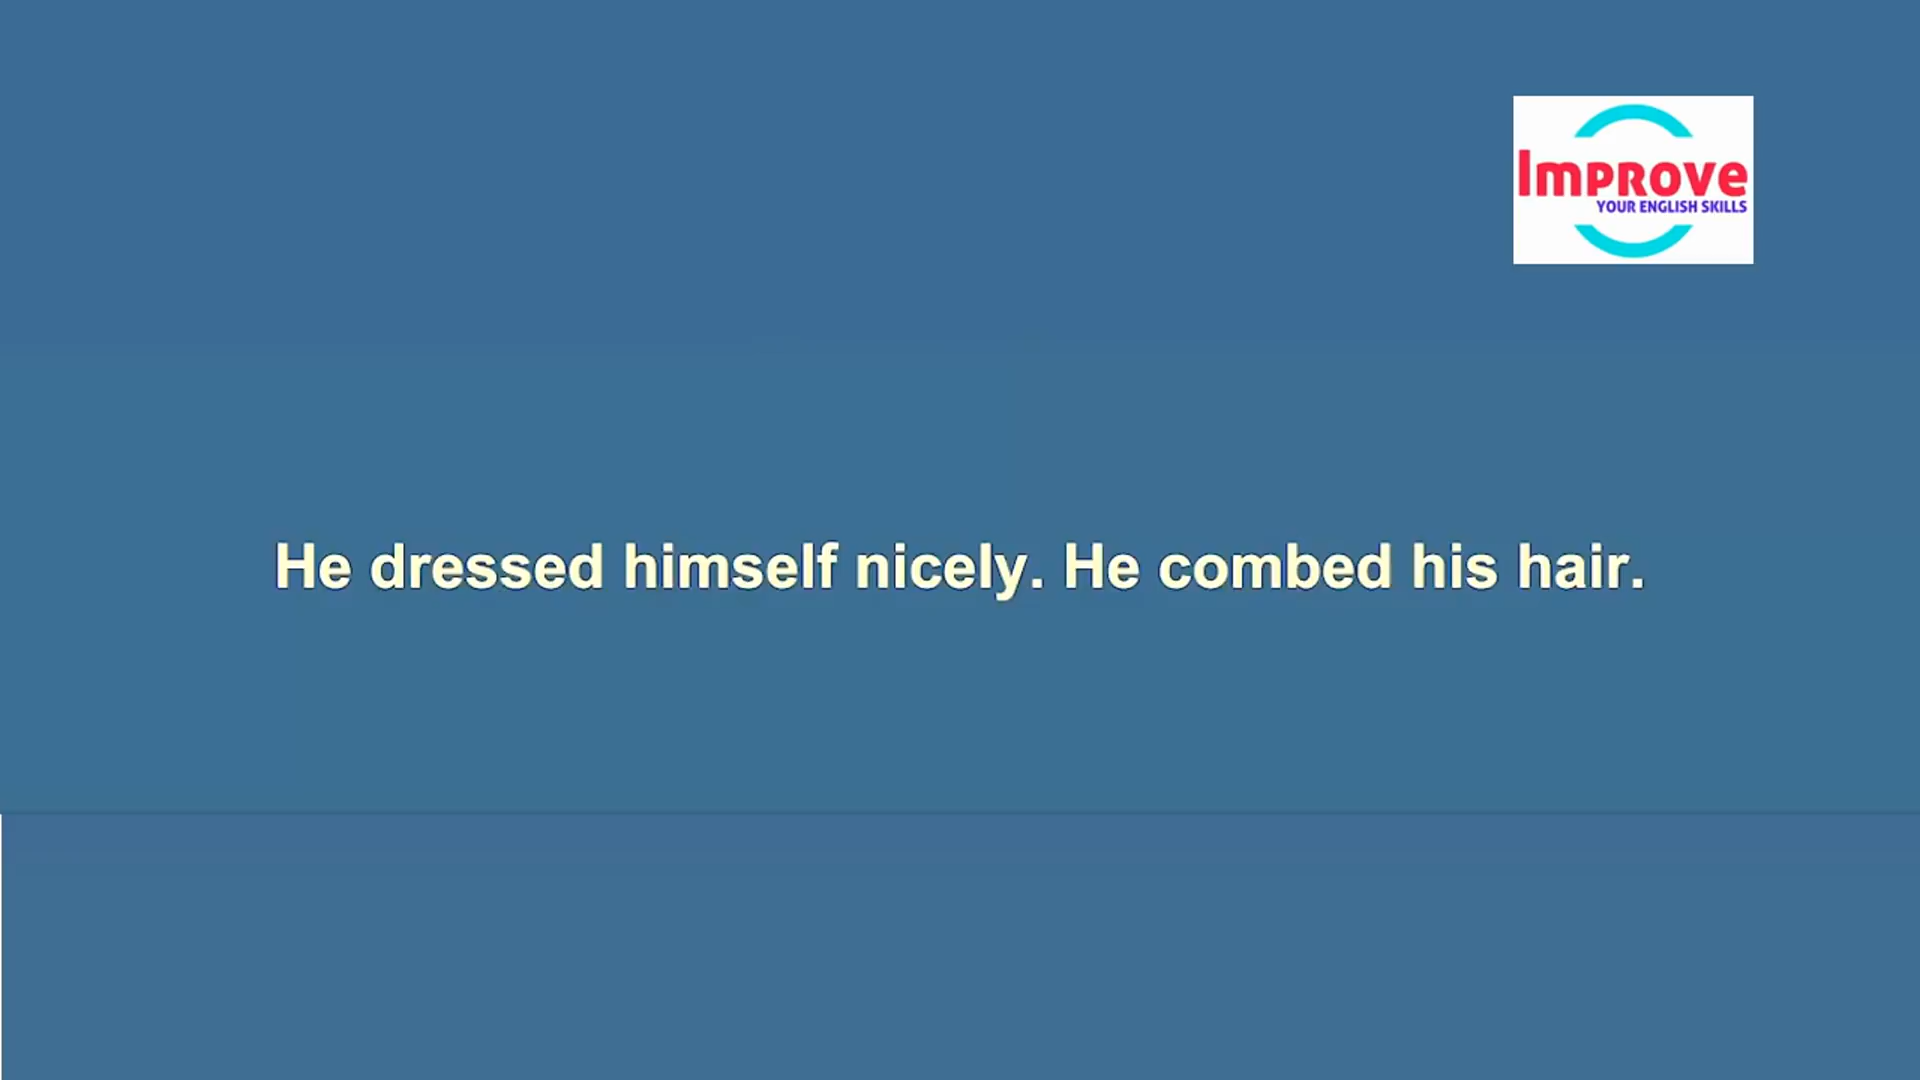 Improve
YOUR ENGLISH SKILLS
He dressed himself nicely. He combed his hair.